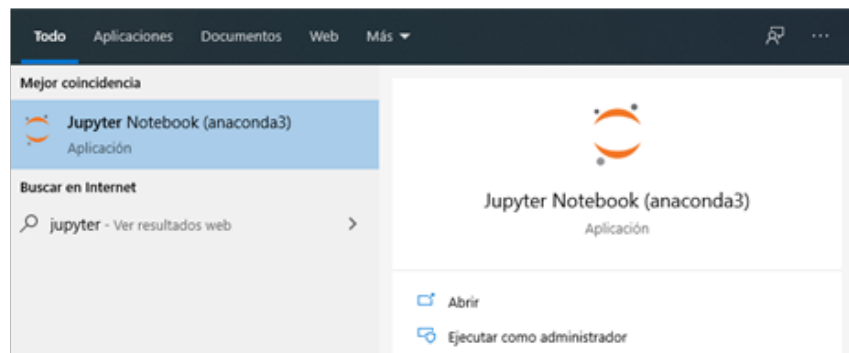 Todo Aplicaciones Documentos Web Más
Mejor coincidencia
Jupyter Notebook (anaconda3)
Aplicación
Buscar en Internet
jupyter - Ver resultados web
Jupyter Notebook (anaconda3)
Aplicación
Abrir
Ejecutar como administrador